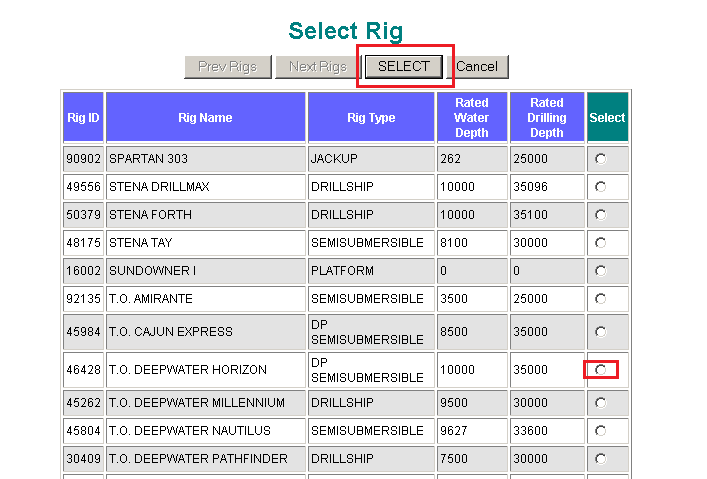 Select Rig
Prev Rigs Next Rigs SELECT Cancel
Rig ID Rig Name Rig Type Rated Water Depth Rated Drilling Depth Select
90902 SPARTAN 303 JACKUP 262 25000
49556 STENA DRILLMAX DRILLSHIP 10000 35096
50379 STENA FORTH DRILLSHIP 10000 35100
48175 STENA TAY SEMISUBMERSIBLE 8100 30000
16002 SUNDOWNER I PLATFORM 0 0
92135 T.O. AMIRANTE SEMISUBMERSIBLE 3500 25000
45984 T.O. CAJUN EXPRESS DP SEMISUBMERSIBLE 8500 35000
46428 T.O. DEEPWATER HORIZON DP SEMISUBMERSIBLE 10000 35000
45262 T.O. DEEPWATER MILLENNIUM DRILLSHIP 9500 30000
45804 T.O. DEEPWATER NAUTILUS SEMISUBMERSIBLE 9627 33600
30409 T.O. DEEPWATER PATHFINDER DRILLSHIP 7500 30000